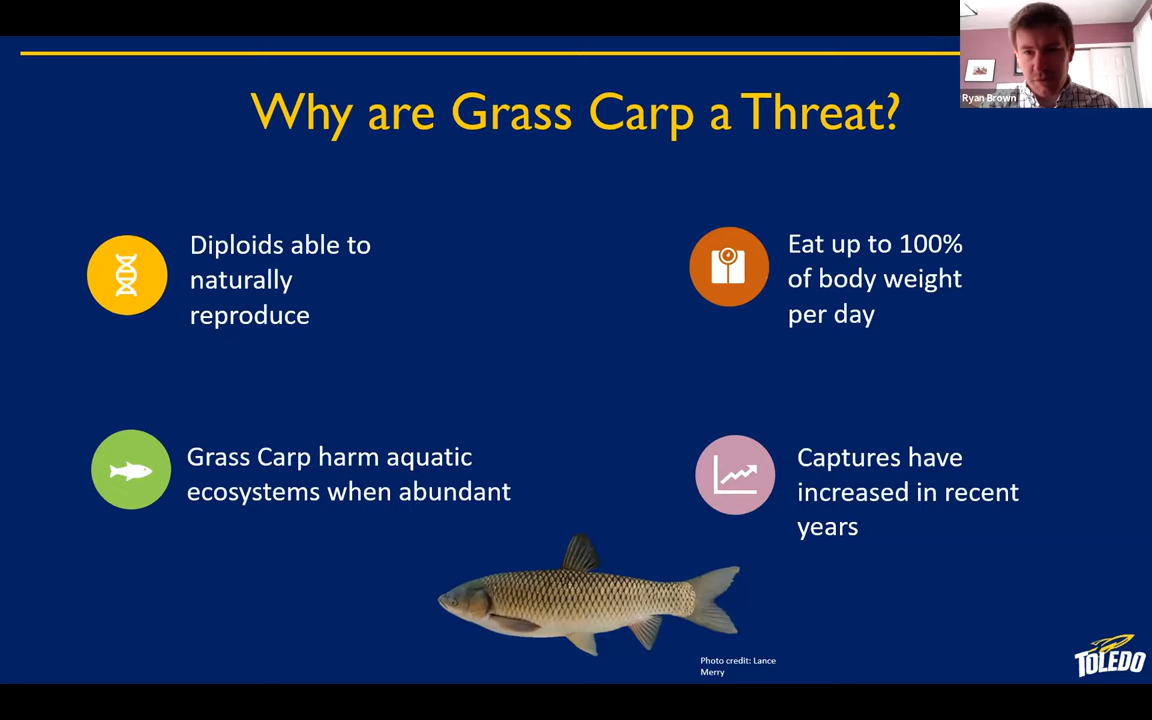 Why are Grass Carp a Threat?
Ryan Brown
Diploids able to
naturally
reproduce
Eat up to 100%
of body weight
per day
Grass Carp harm aquatic
ecosystems when abundant
Captures have
increased in recent
years
Photo credit: Lance
Merry
TOLEDO